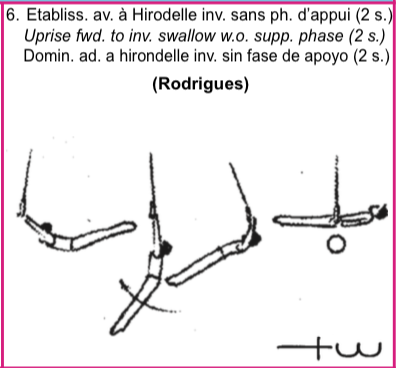 6. Etabliss. av. à Hirodelle inv. sans ph. d'appui (2 s.)
Uprise fwd. to inv. swallow w.o. supp. phase (2 s.)
Domin. ad. a hirondelle inv. sin fase de apoyo (2 s.)
(Rodrigues)